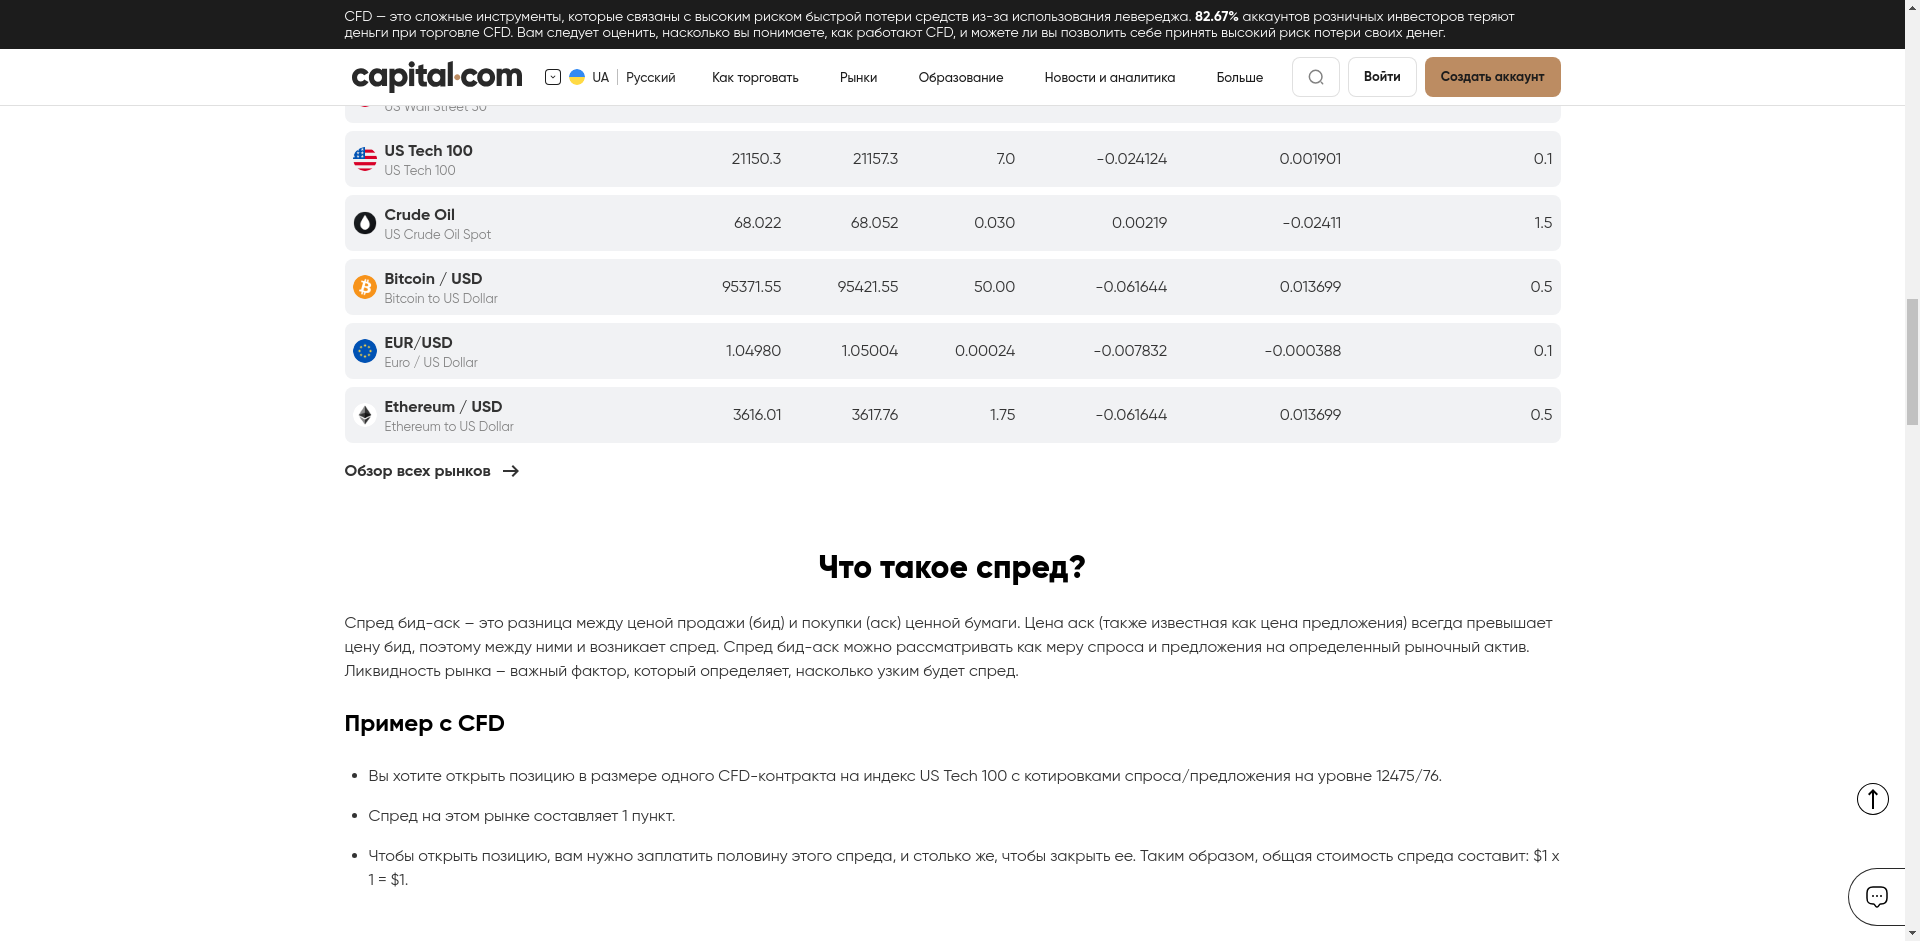 CFD — это сложные инструменты, которые связаны с высоким риском быстрой потери средств из-за использования левереджа. 82.67% аккаунтов розничных инвесторов теряют
деньги при торговле CFD. Вам следует оценить, насколько вы понимаете, как работают CFD, и можете ли вы позволить себе принять высокий риск потери своих денег.
capital.com UA Русский Как торговать Рынки Образование Новости и аналитика Больше Войти Создать аккаунт
US Wall Street 30
US Tech 100 21150.3 21157.3 7.0 -0.024124 0.001901 0.1
US Tech 100
Crude Oil 68.022 68.052 0.030 0.00219 -0.02411 1.5
US Crude Oil Spot
Bitcoin / USD 95371.55 95421.55 50.00 -0.061644 0.013699 0.5
Bitcoin to US Dollar
EUR/USD 1.04980 1.05004 0.00024 -0.007832 -0.000388 0.1
Euro / US Dollar
Ethereum / USD 3616.01 3617.76 1.75 -0.061644 0.013699 0.5
Ethereum to US Dollar
Обзор всех рынков
Что такое спред?
Спред бид-аск – это разница между ценой продажи (бид) и покупки (аск) ценной бумаги. Цена аск (также известная как цена предложения) всегда превышает
цену бид, поэтому между ними и возникает спред. Спред бид-аск можно рассматривать как меру спроса и предложения на определенный рыночный актив.
Ликвидность рынка – важный фактор, который определяет, насколько узким будет спред.
Пример с CFD
• Вы хотите открыть позицию в размере одного CFD-контракта на индекс US Tech 100 с котировками спроса/предложения на уровне 12475/76.
• Спред на этом рынке составляет 1 пункт.
• Чтобы открыть позицию, вам нужно заплатить половину этого спреда, и столько же, чтобы закрыть ее. Таким образом, общая стоимость спреда составит: $1 x
1 = $1.